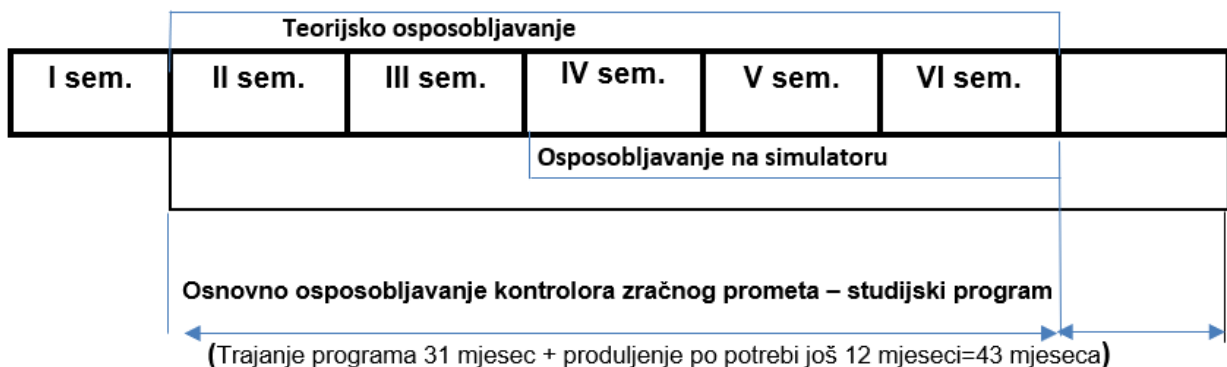 Teorijsko osposobljavanje
I sem. II sem. III sem. IV sem. V sem. VI sem.
Osposobljavanje na simulatoru
Osnovno osposobljavanje kontrolora zračnog prometa – studijski program
(Trajanje programa 31 mjesec + produljenje po potrebi još 12 mjeseci=43 mjeseca)